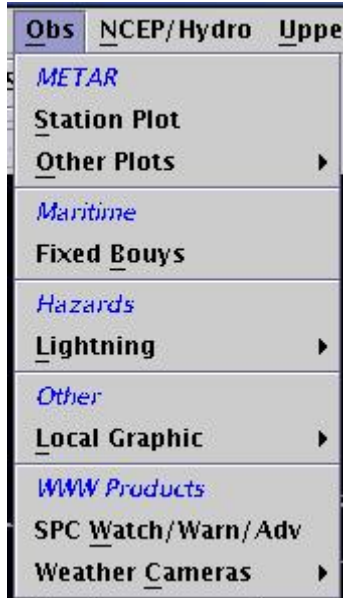 Obs NCEP/Hydro Uppe
METAR
Station Plot
Other Plots
Maritime
Fixed Bouys
Hazards
Lightning
Other
Local Graphic
WWW Products
SPC Watch/Warn/Adv
Weather Cameras